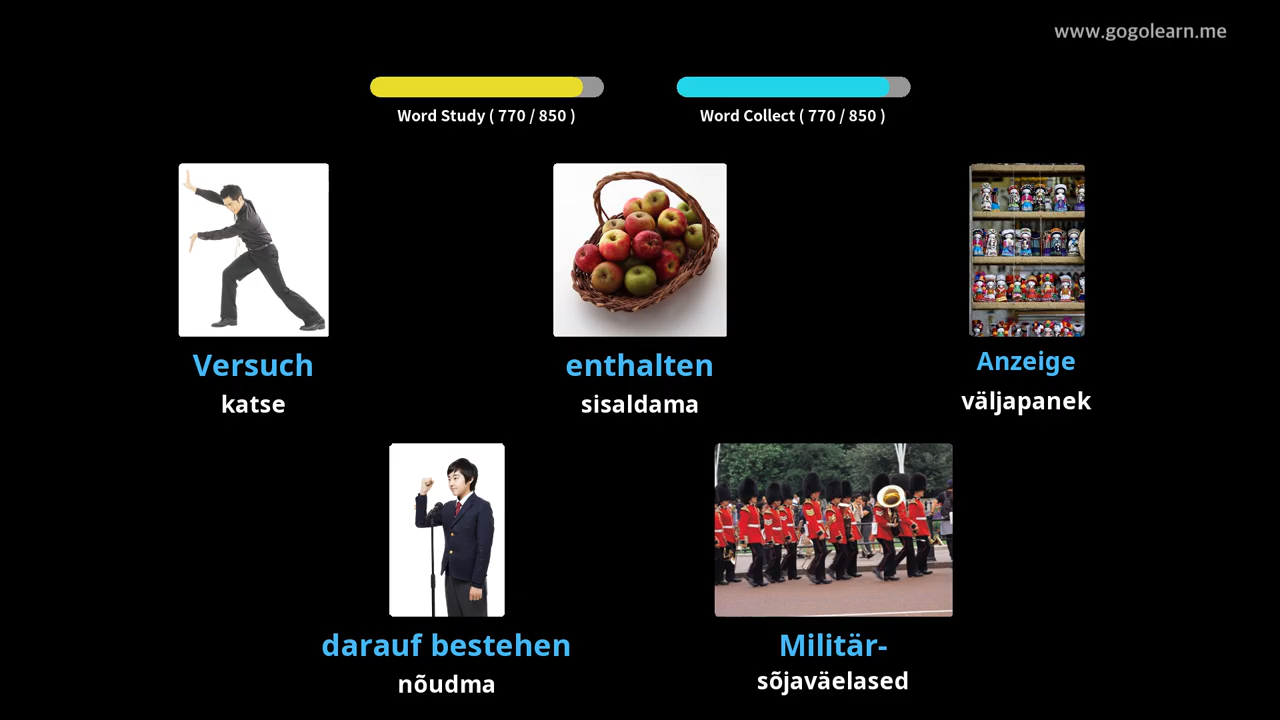 www.gogolearn.me
Word Study ( 770 / 850 )
Word Collect ( 770 / 850 )
Versuch
katse
enthalten
sisaldama
Anzeige
väljapanek
darauf bestehen
nõudma
Militär-
sõjaväelased